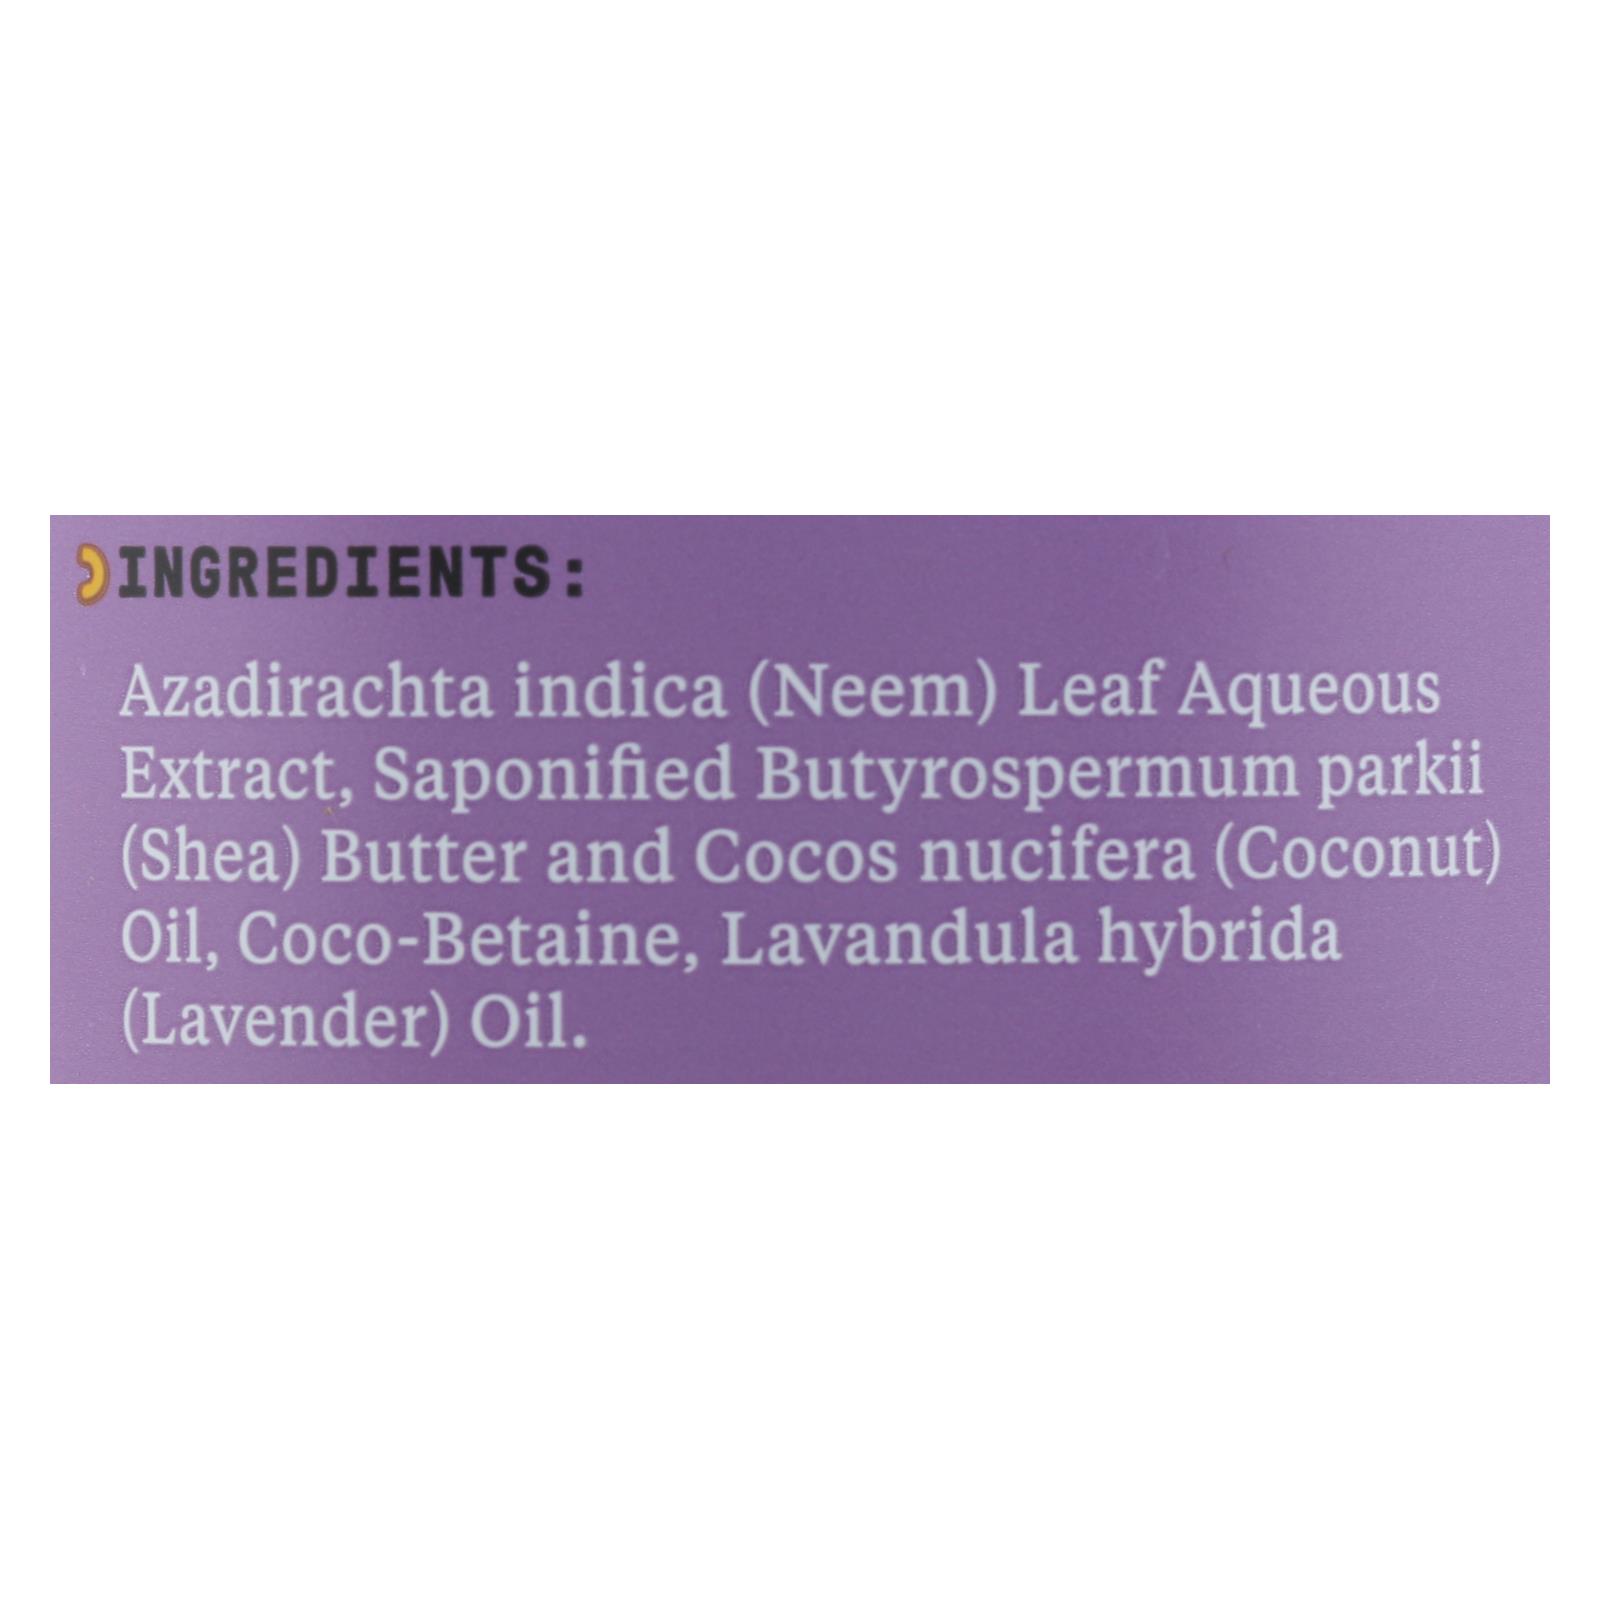 INGREDIENTS:
Azadirachta indica (Neem) Leaf Aqueous
Extract, Saponified Butyrospermum parkii
(Shea) Butter and Cocos nucifera (Coconut)
Oil, Coco-Betaine, Lavandula hybrida
(Lavender) Oil.